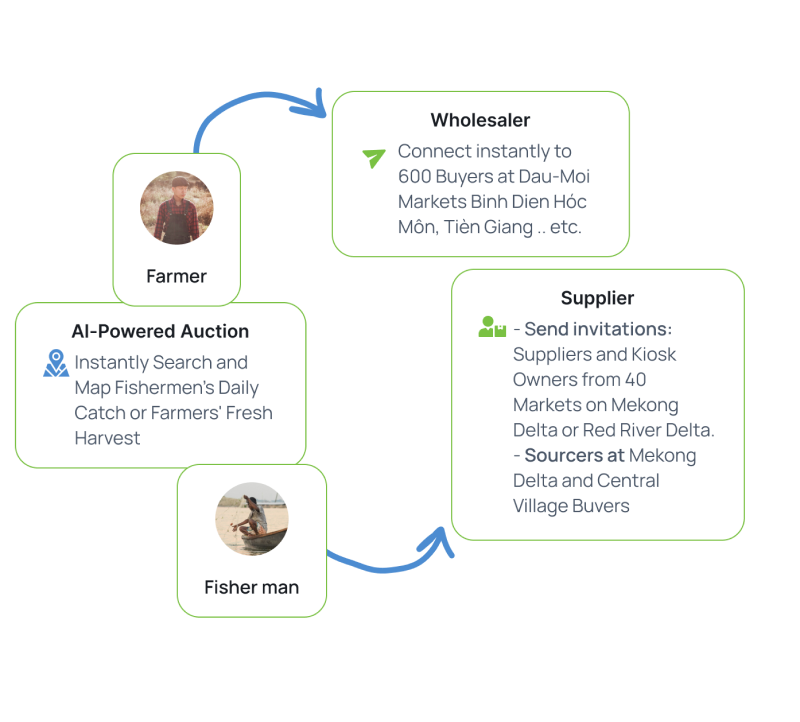 Wholesaler
Connect instantly to
600 Buyers at Dau-Moi
Markets Binh Dien Hóc
Môn, Tièn Giang .. etc.
Farmer
Supplier
- Send invitations:
Suppliers and Kiosk
Owners from 40
Markets on Mekong
Delta or Red River Delta.
- Sourcers at Mekong
Delta and Central
Village Buvers
AI-Powered Auction
Instantly Search and
Map Fishermen's Daily
Catch or Farmers' Fresh
Harvest
Fisher man